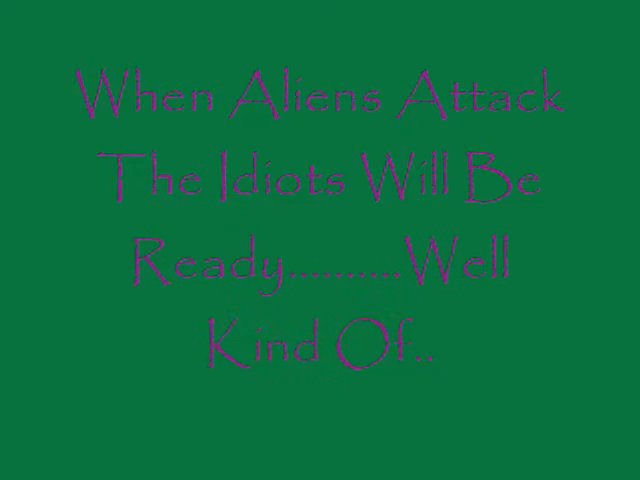 When Aliens Attack
The Idiots Will Be
Ready..........Well
Kind Of..